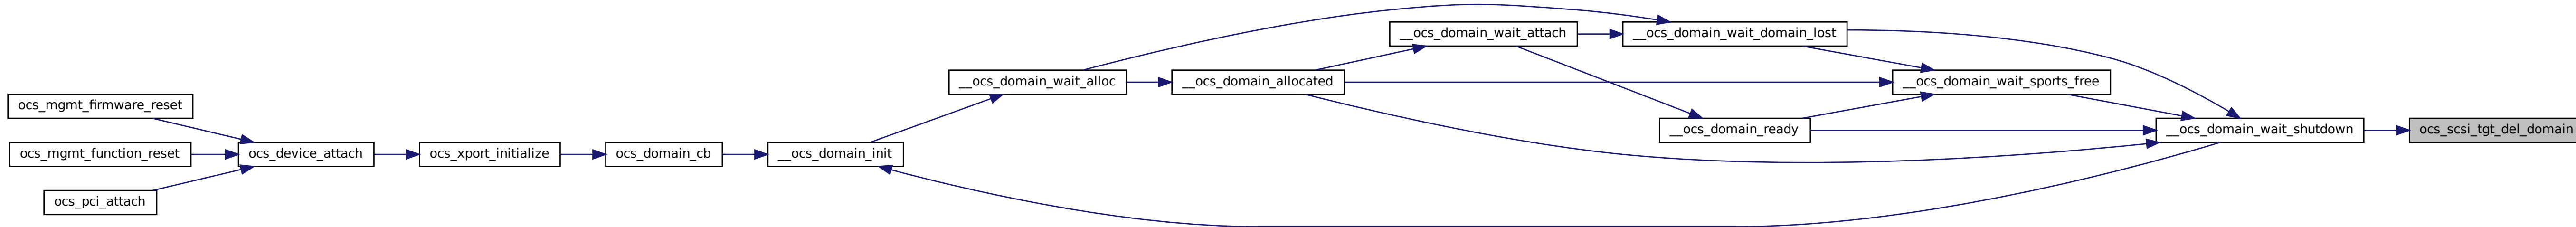 ocs_mgmt_firmware_reset
ocs_mgmt_function_reset
ocs_pci_attach
ocs_device_attach
ocs_xport_initialize
ocs_domain_cb
__ocs_domain_init
__ocs_domain_wait_alloc
__ocs_domain_allocated
__ocs_domain_wait_attach
__ocs_domain_wait_domain_lost
__ocs_domain_ready
__ocs_domain_wait_sports_free
__ocs_domain_wait_shutdown
ocs_scsi_tgt_del_domain